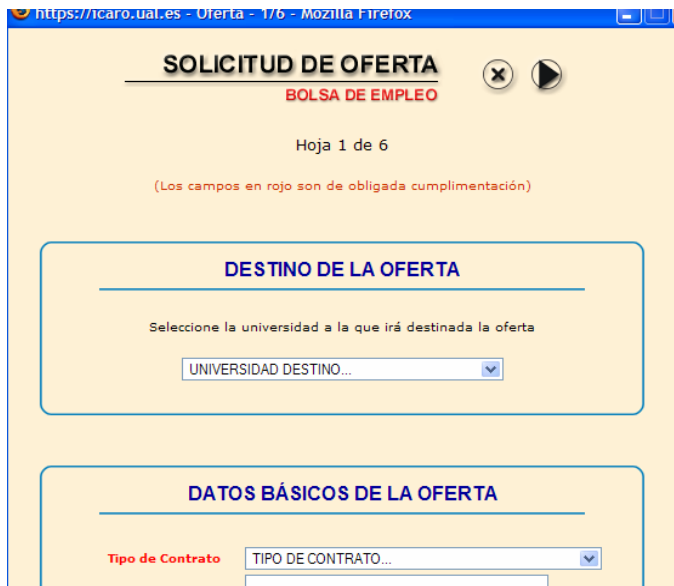 https://icaro.ual.es - Oferta - 1/6 - Mozilla Firefox
SOLICITUD DE OFERTA
BOLSA DE EMPLEO
Hoja 1 de 6
(Los campos en rojo son de obligada cumplimentación)
DESTINO DE LA OFERTA
Seleccione la universidad a la que irá destinada la oferta
UNIVERSIDAD DESTINO...
DATOS BÁSICOS DE LA OFERTA
Tipo de Contrato TIPO DE CONTRATO...